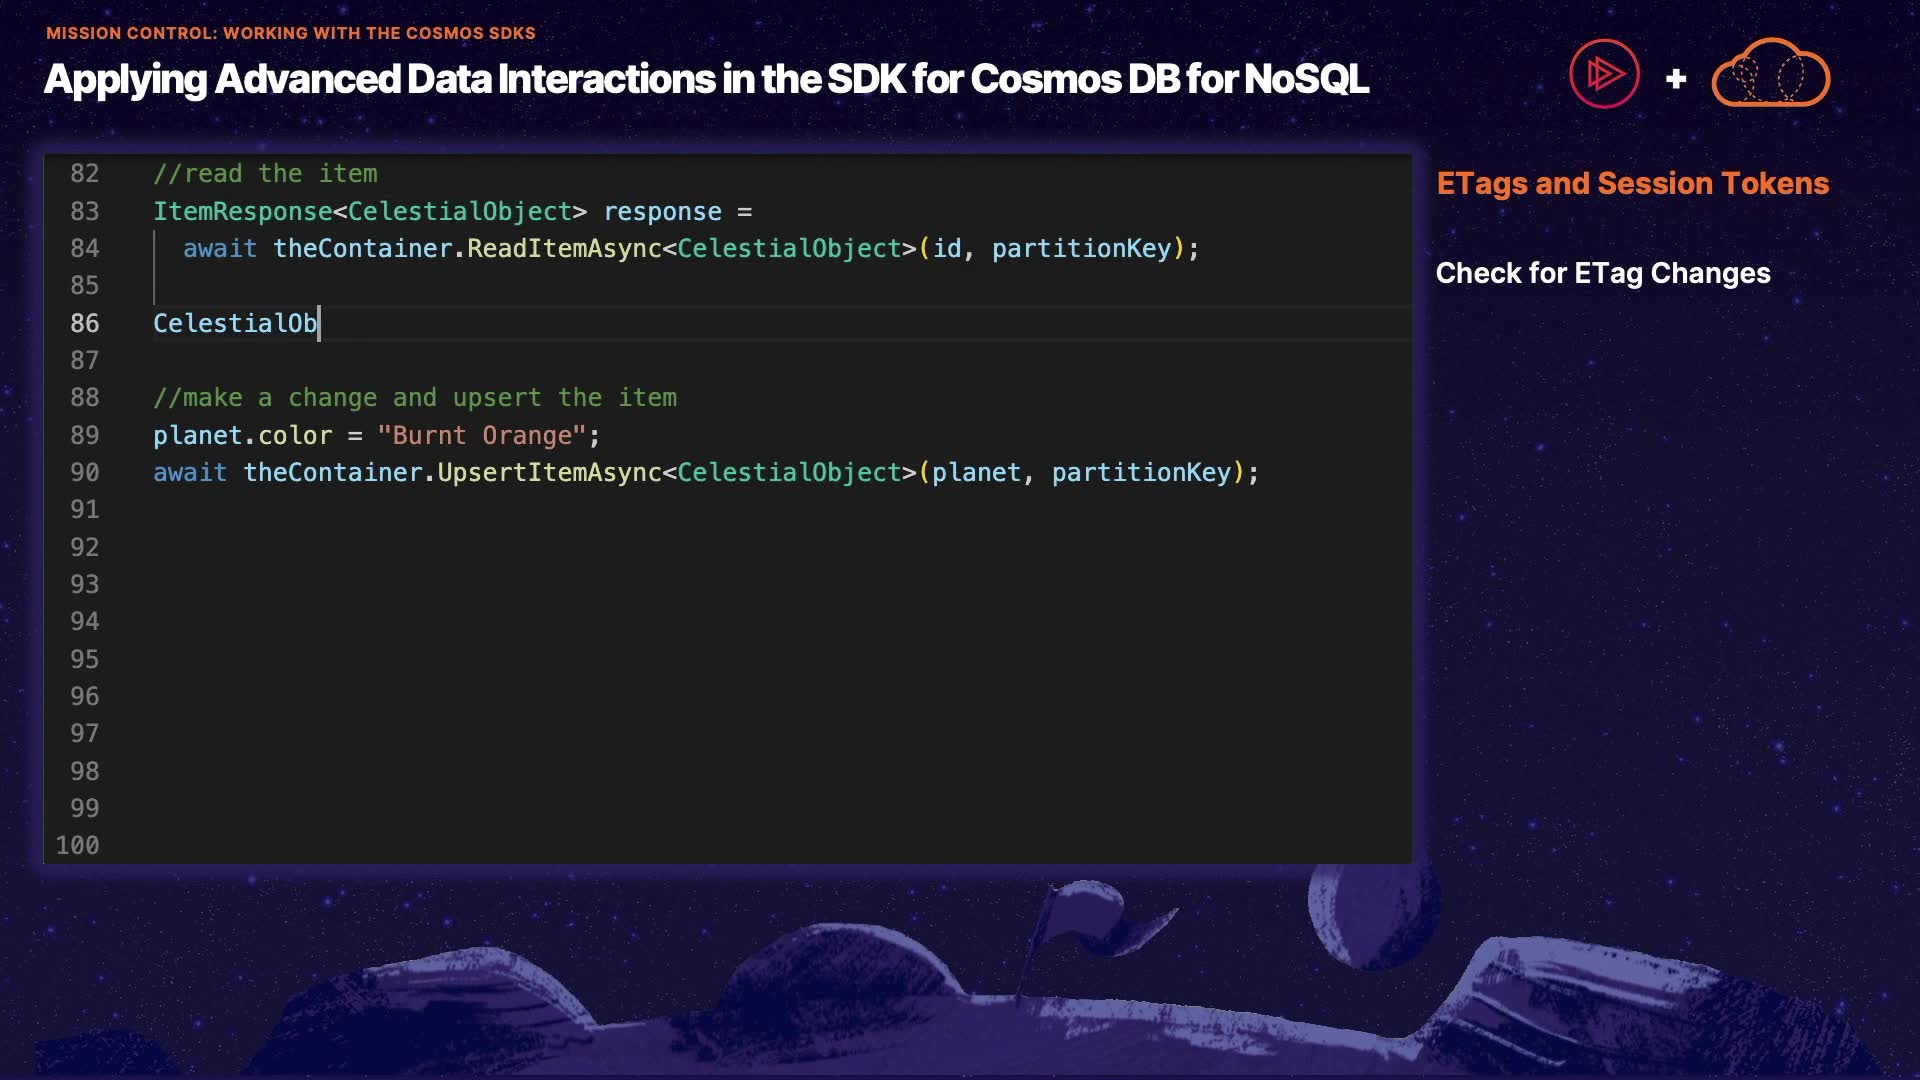 MISSION CONTROL: WORKING WITH THE COSMOS SDKS
Applying Advanced Data Interactions in the SDK for Cosmos DB for NoSQL
+
82 //read the item
83 ItemResponse<CelestialObject> response =
84 await theContainer.ReadItemAsync<CelestialObject>(id, partitionKey);
85
86 CelestialOb
87
88 //make a change and upsert the item
89 planet.color = "Burnt Orange";
90 await theContainer.UpsertItemAsync<CelestialObject>(planet, partitionKey);
91
92
93
94
95
96
97
98
99
100
ETags and Session Tokens
Check for ETag Changes